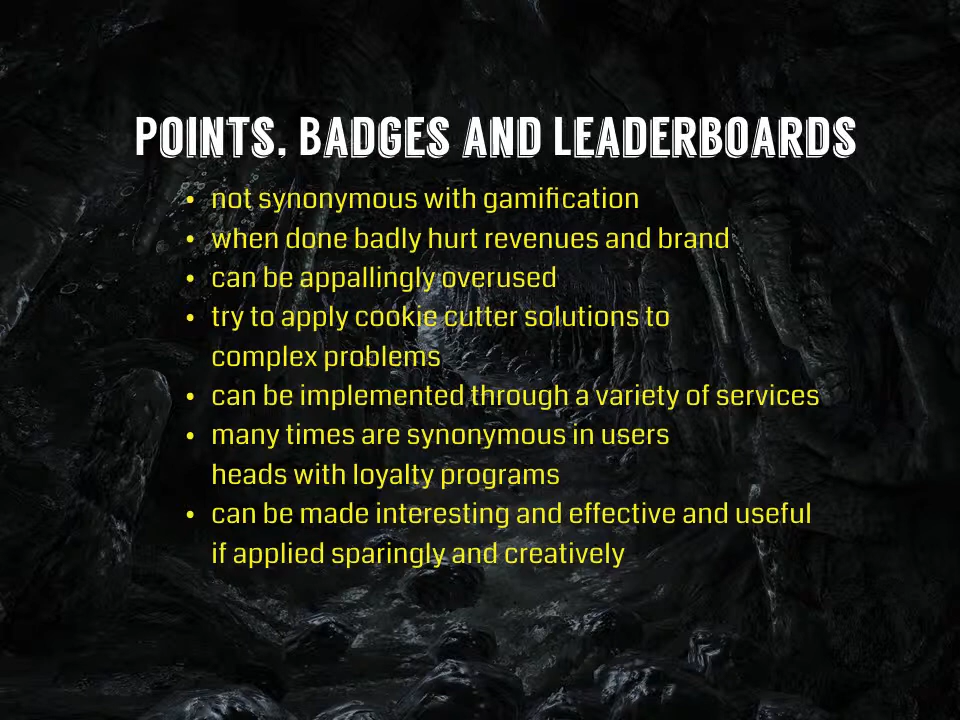 POINTS, BADGES AND LEADERBOARDS
• not synonymous with gamification
• when done badly hurt revenues and brand
• can be appallingly overused
• try to apply cookie cutter solutions to
complex problems
• can be implemented through a variety of services
• many times are synonymous in users
heads with loyalty programs
• can be made interesting and effective and useful
if applied sparingly and creatively